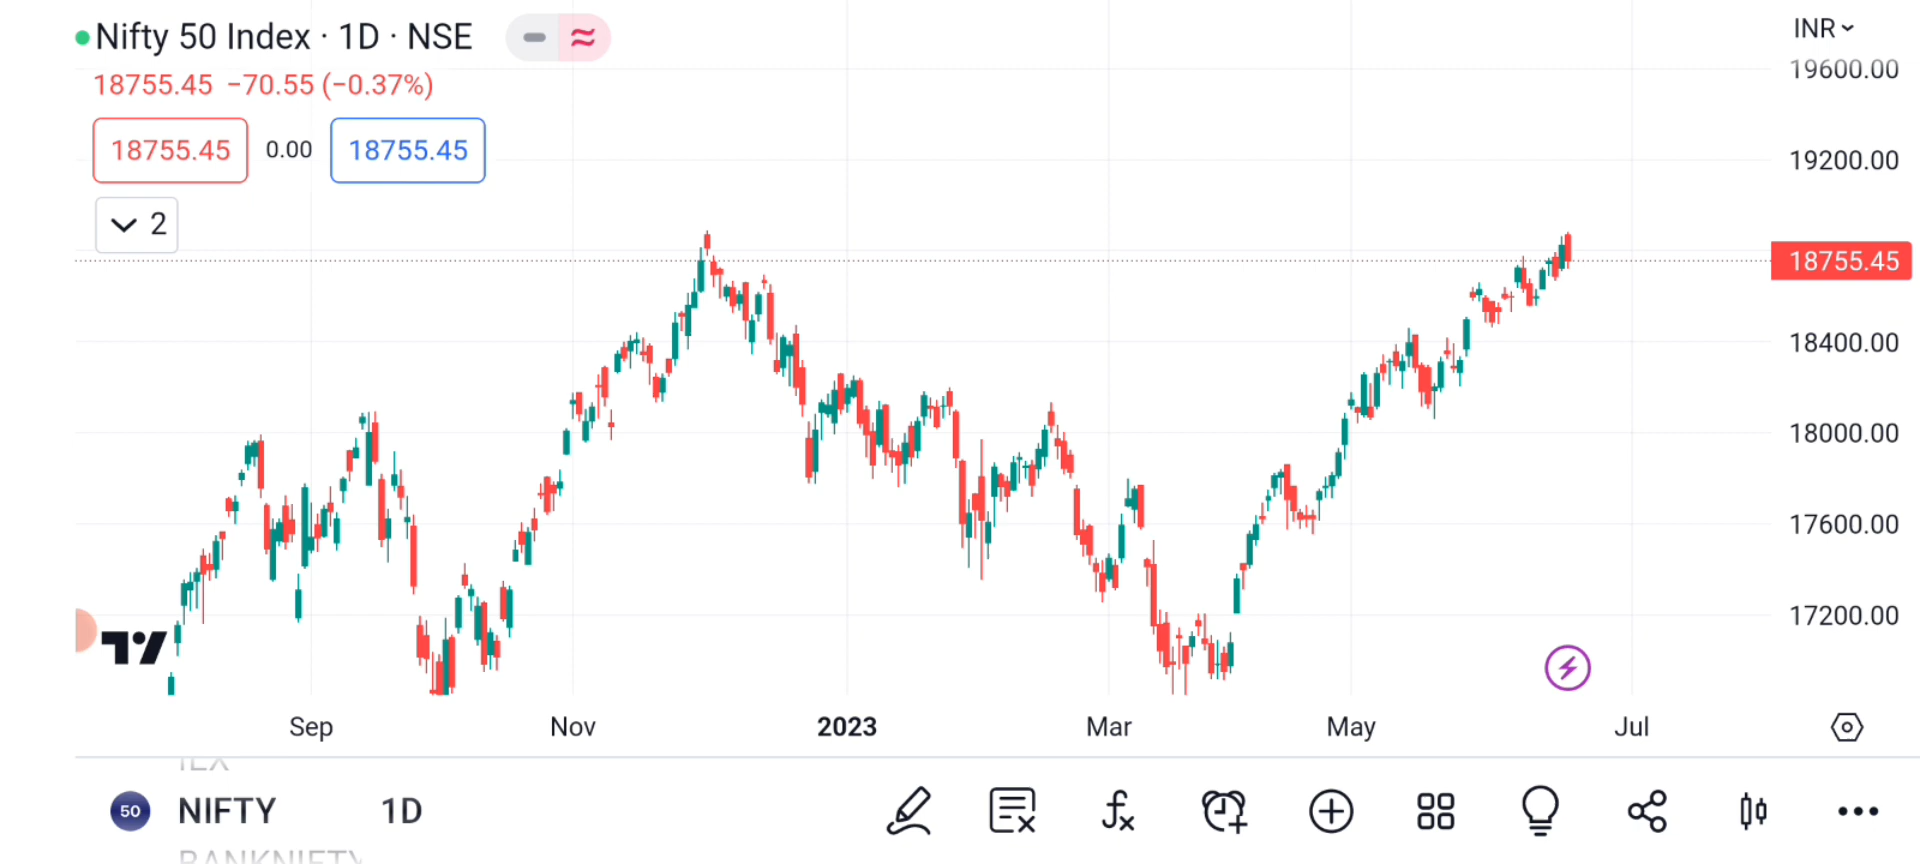 Nifty 50 Index · 1D · NSE
INR
18755.45 −70.55 (−0.37%)
18755.45 0.00 18755.45
2
19600.00
19200.00
18755.45
18400.00
18000.00
17600.00
17200.00
Sep Nov 2023 Mar May Jul
50 NIFTY 1D
BANKNIFTY